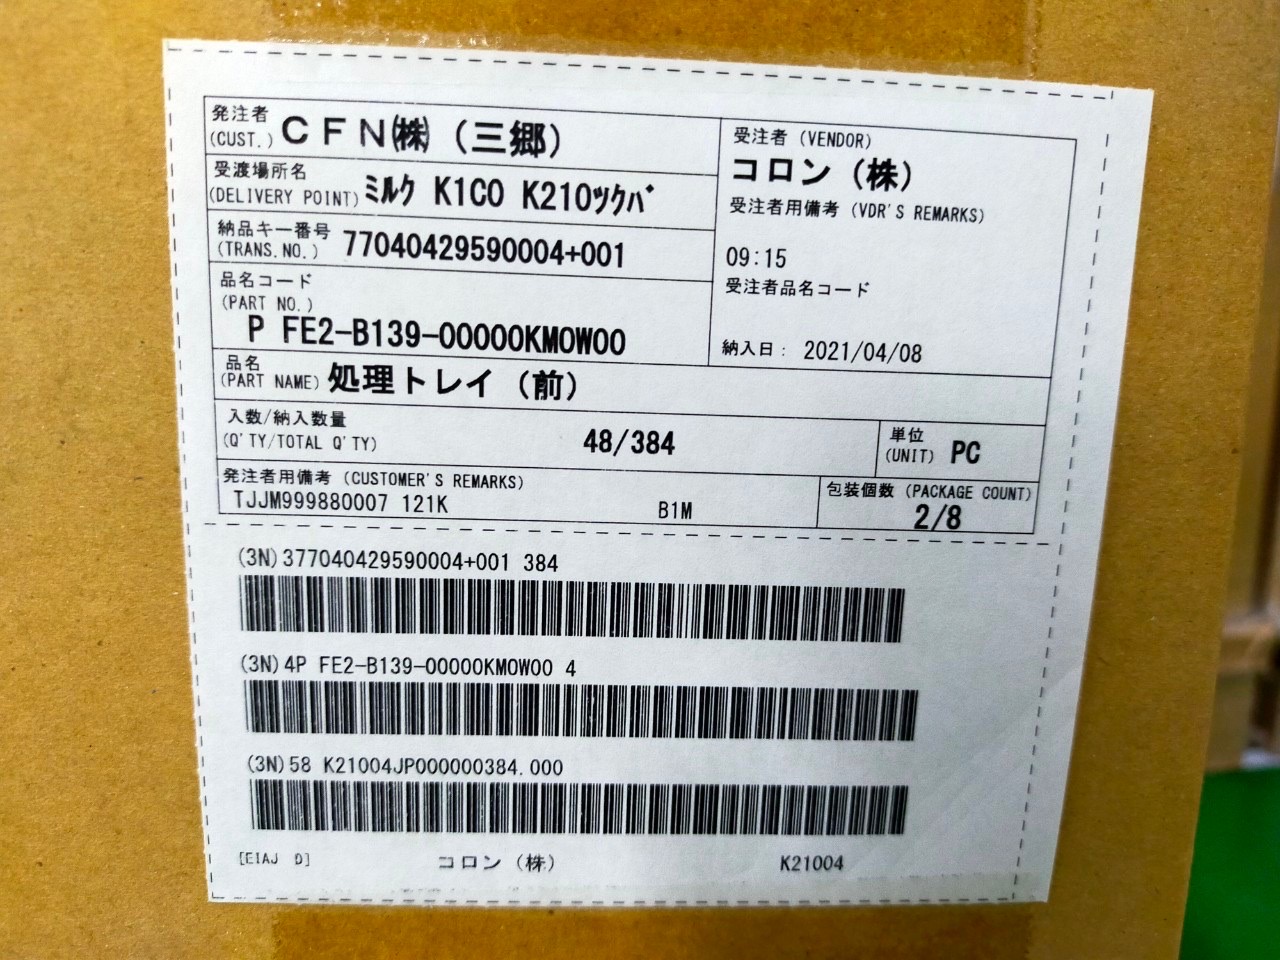 発注者
(CUST.) CFN㈱(三郷)
受渡場所名
(DELIVERY POINT) ﾐﾙｸ K1C0 K210ﾂｸﾊﾞ
納品キー番号
(TRANS.NO.) 77040429590004+001
品名コード
(PART NO.)
P FE2-B139-00000KM0W00
受注者 (VENDOR)
コロン(株)
受注者用備考 (VDR'S REMARKS)
09:15
受注者品名コード
納入日: 2021/04/08
品名
(PART NAME) 処理トレイ(前)
入数/納入数量
(Q'TY/TOTAL Q'TY) 48/384
単位
(UNIT) PC
発注者用備考 (CUSTOMER'S REMARKS)
TJJM999880007 121K B1M
包装個数 (PACKAGE COUNT)
2/8
(3N)377040429590004+001 384
(3N)4P FE2-B139-00000KM0W00 4
(3N)58 K21004JP000000384.000
[EIAJ D] コロン(株) K21004